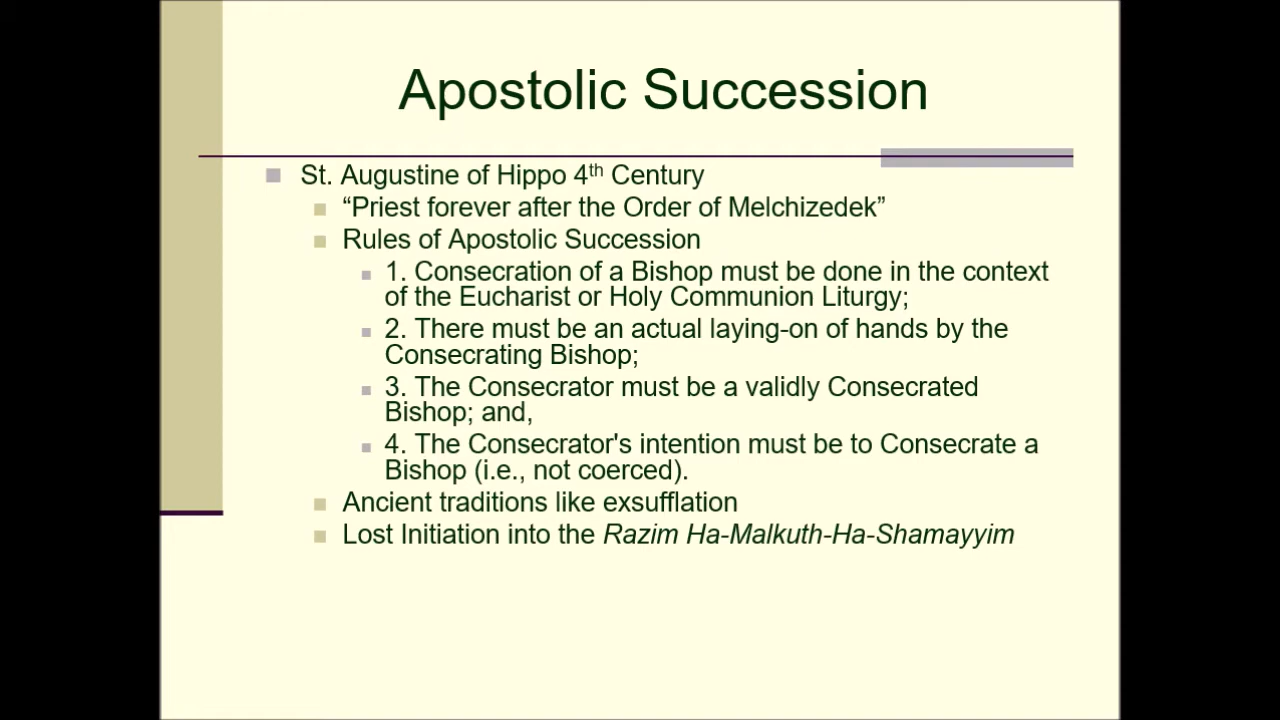 Apostolic Succession
St. Augustine of Hippo 4th Century
“Priest forever after the Order of Melchizedek”
Rules of Apostolic Succession
1. Consecration of a Bishop must be done in the context
of the Eucharist or Holy Communion Liturgy;
2. There must be an actual laying-on of hands by the
Consecrating Bishop;
3. The Consecrator must be a validly Consecrated
Bishop; and,
4. The Consecrator's intention must be to Consecrate a
Bishop (i.e., not coerced).
Ancient traditions like exsufflation
Lost Initiation into the Razim Ha-Malkuth-Ha-Shamayyim